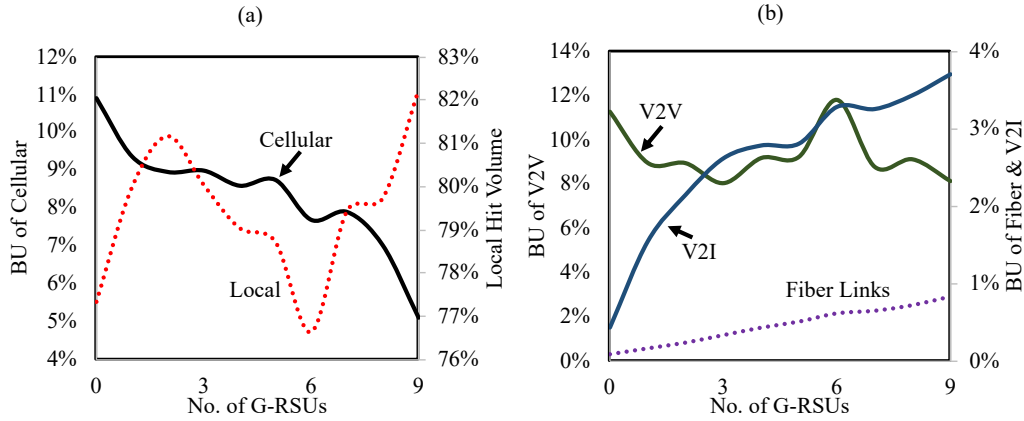 (a)
BU of Cellular
12%
11%
10%
9%
8%
7%
6%
5%
4%
Cellular
Local
83%
82%
81%
80%
79%
78%
77%
76%
Local Hit Volume
0
3
6
9
No. of G-RSUs
(b)
BU of V2V
14%
12%
10%
8%
6%
4%
2%
0%
V2V
V2I
Fiber Links
4%
3%
2%
1%
0%
BU of Fiber & V2I
0
3
6
9
No. of G-RSUs